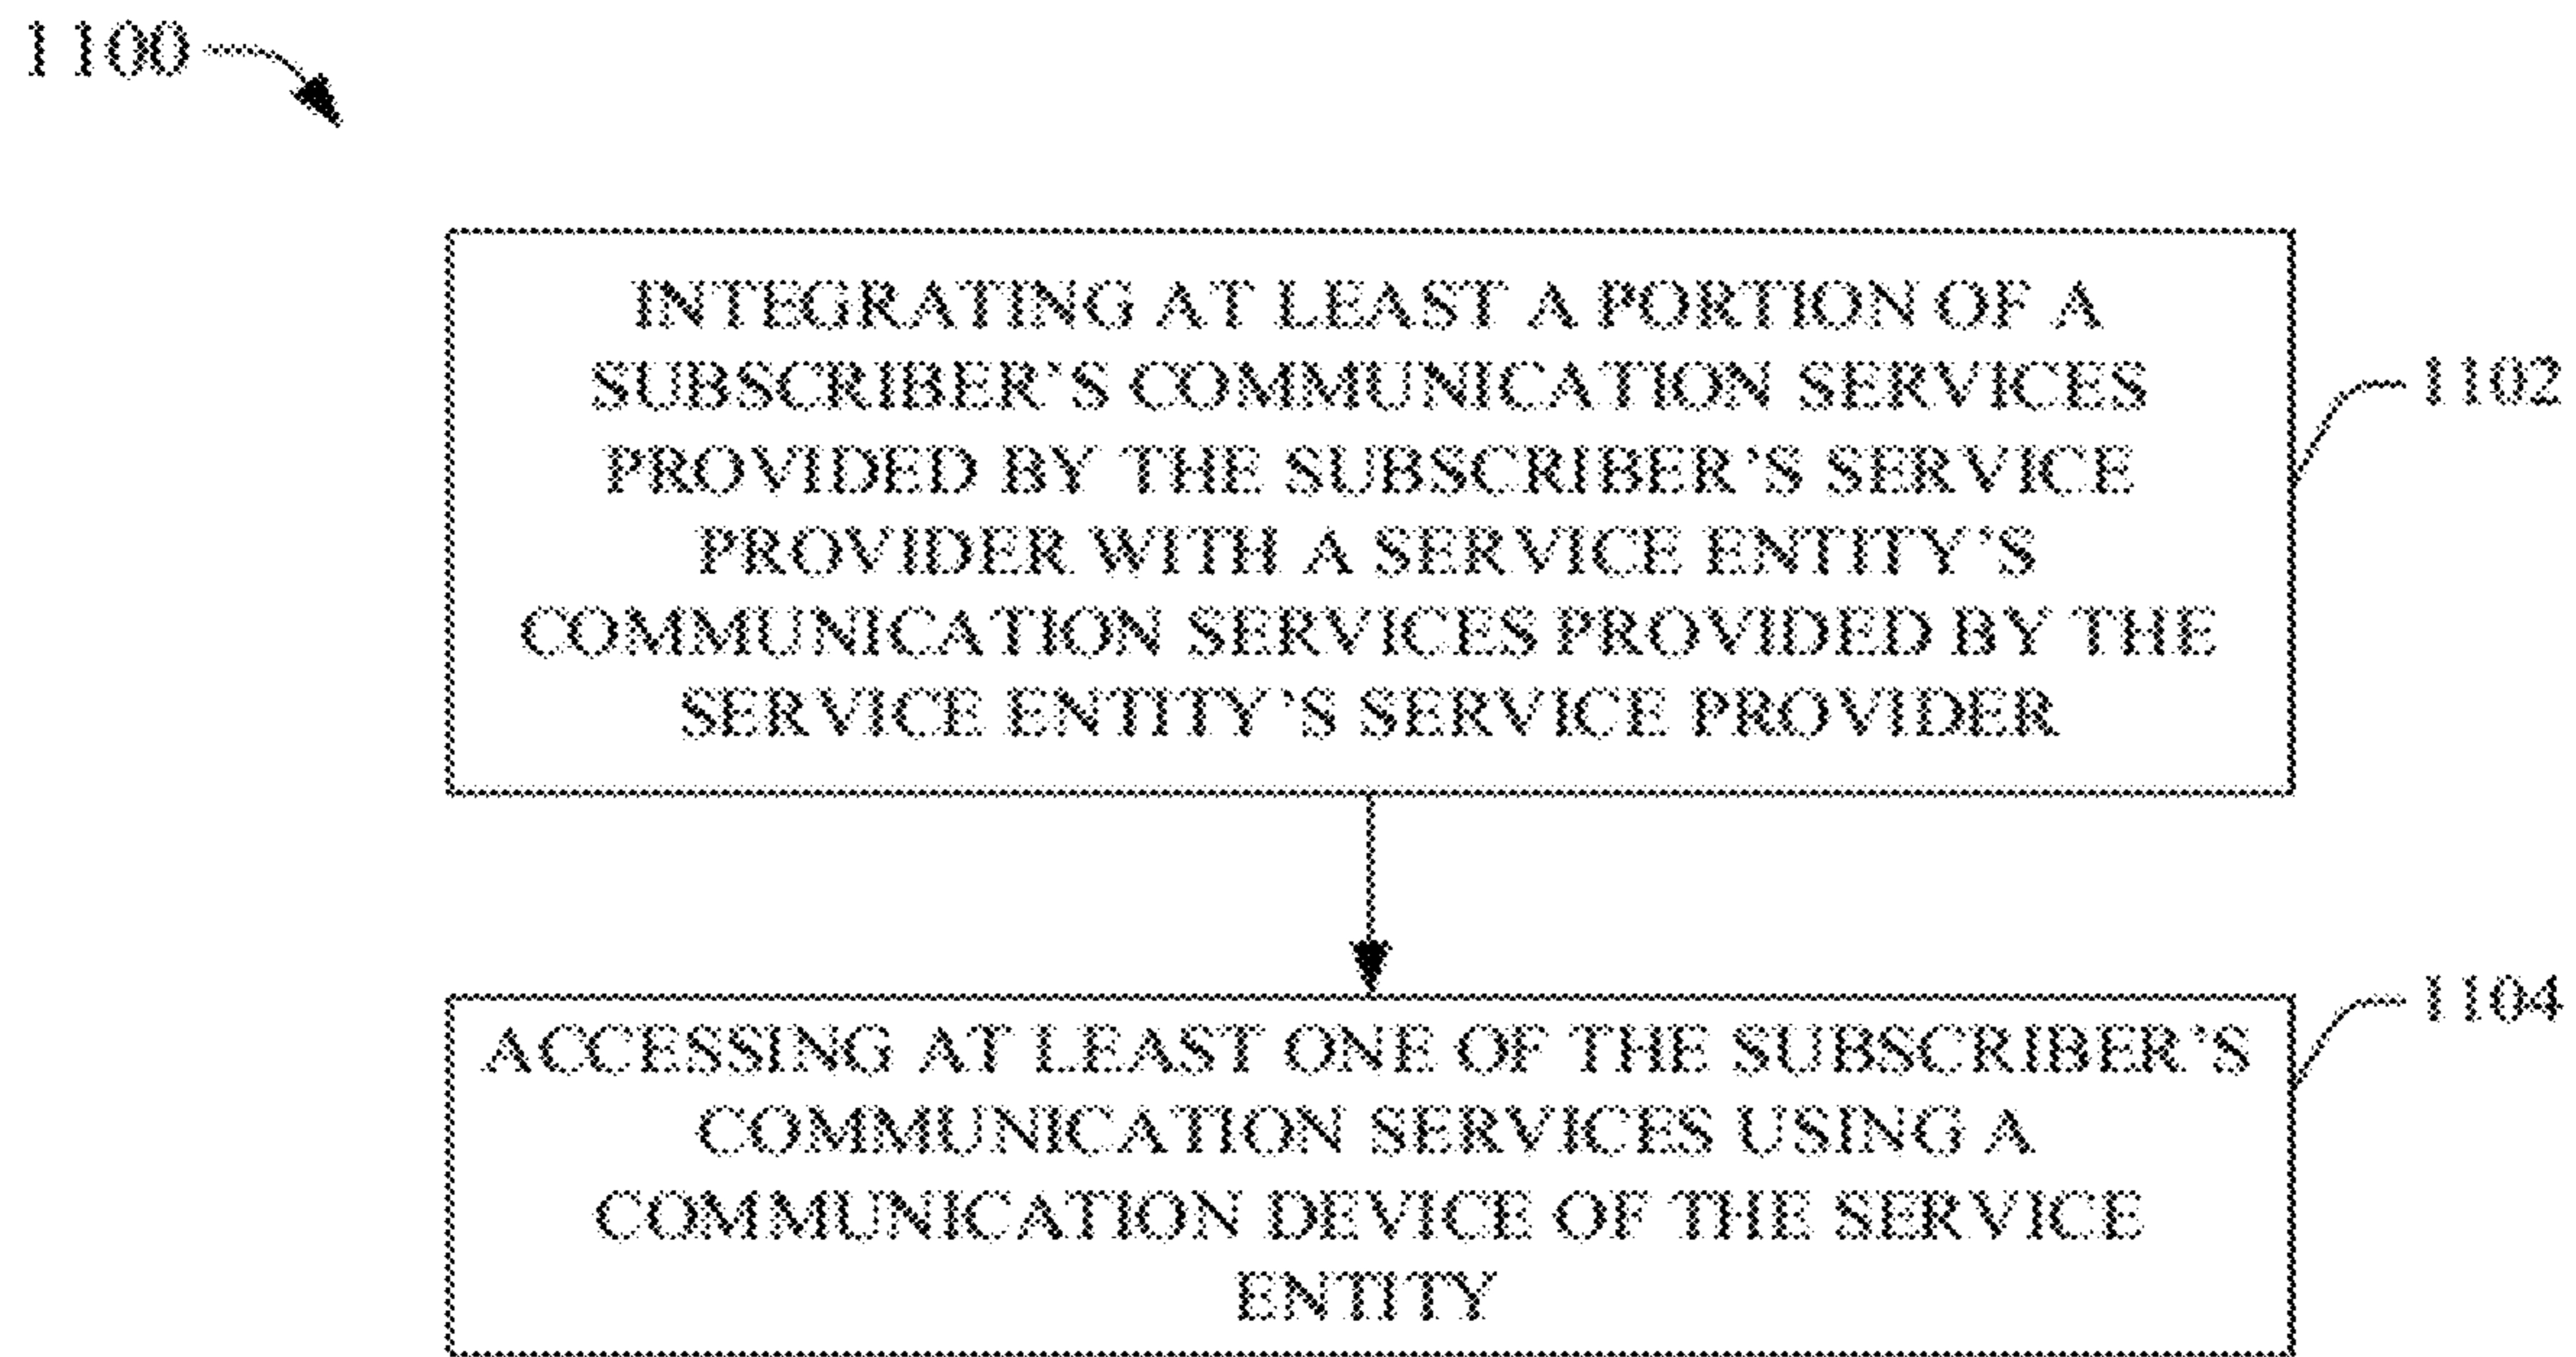 1100
INTEGRATING AT LEAST A PORTION OF A
SUBSCRIBER'S COMMUNICATION SERVICES
PROVIDED BY THE SUBSCRIBER'S SERVICE
PROVIDER WITH A SERVICE ENTITY'S
COMMUNICATION SERVICES PROVIDED BY THE
SERVICE ENTITY'S SERVICE PROVIDER
1102
ACCESSING AT LEAST ONE OF THE SUBSCRIBER'S
COMMUNICATION SERVICES USING A
COMMUNICATION DEVICE OF THE SERVICE
ENTITY
1104